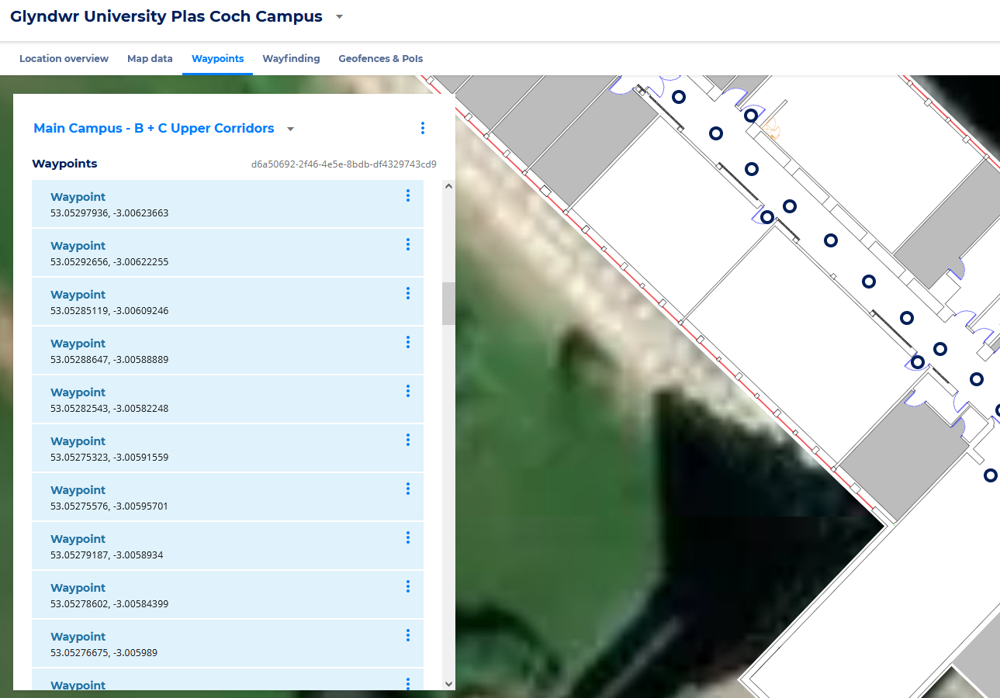 Glyndwr University Plas Coch Campus
Location overview Map data Waypoints Wayfinding Geofences & PoIs
Main Campus - B + C Upper Corridors
Waypoints d6a50692-2f46-4e5e-8bdb-df4329743cd9
Waypoint
53.05297936, -3.00623663
Waypoint
53.05292656, -3.00622255
Waypoint
53.05285119, -3.00609246
Waypoint
53.05288647, -3.00588889
Waypoint
53.05282543, -3.00582248
Waypoint
53.05275323, -3.00591559
Waypoint
53.05275576, -3.00595701
Waypoint
53.05279187, -3.0058934
Waypoint
53.05278602, -3.00584399
Waypoint
53.05276675, -3.005989
Waypoint